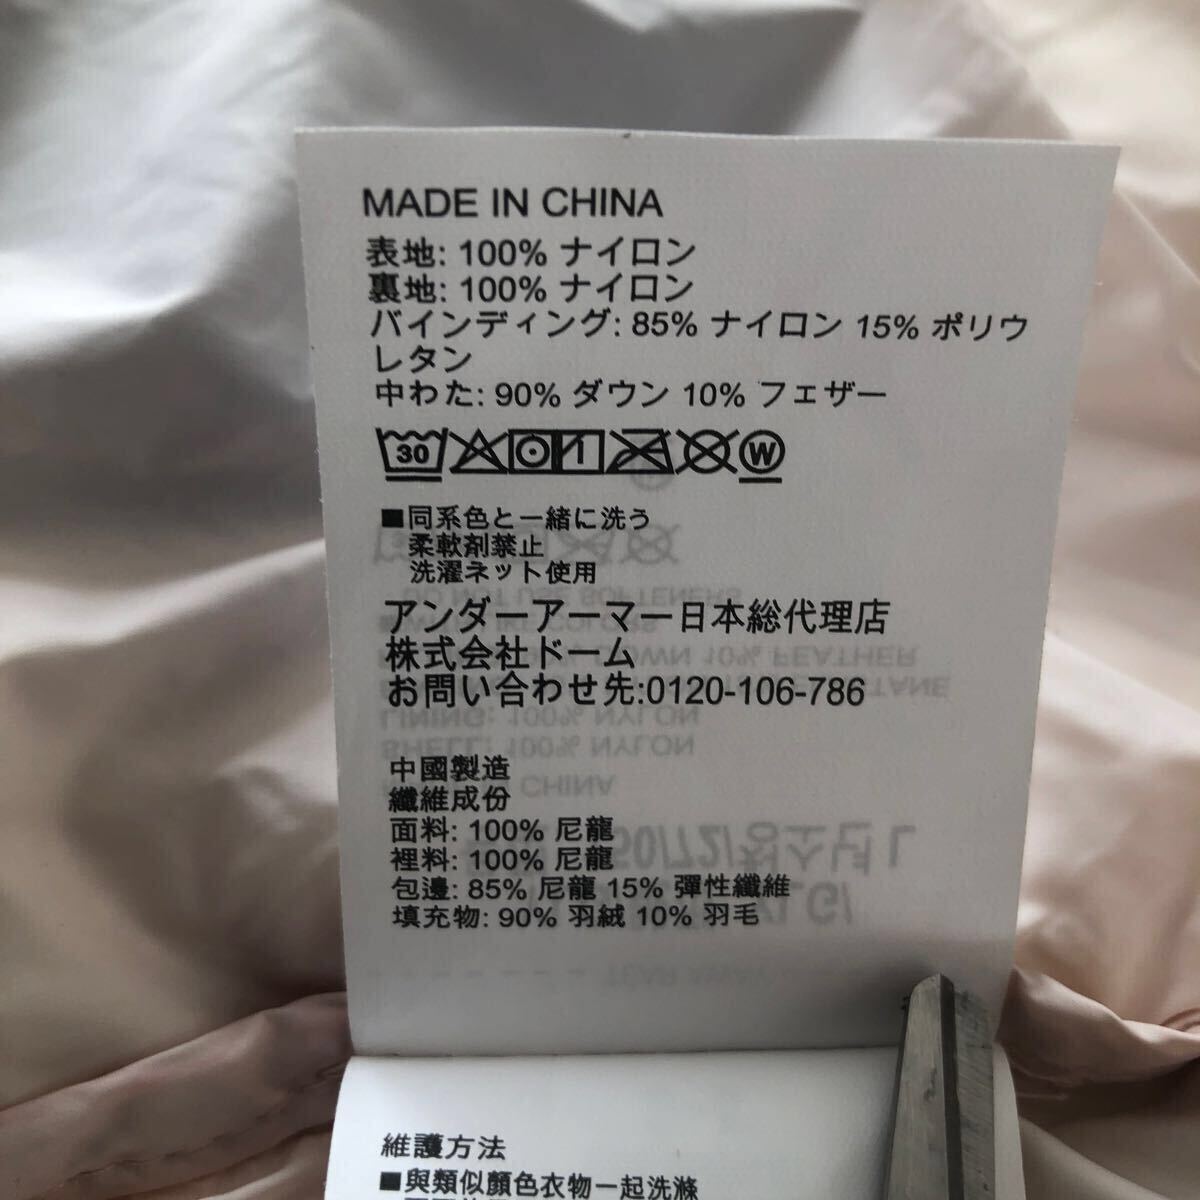 MADE IN CHINA
表地: 100% ナイロン
裏地: 100% ナイロン
バインディング: 85% ナイロン 15% ポリウ
レタン
中わた: 90% ダウン 10% フェザー
30 W
■同系色と一緒に洗う
柔軟剤禁止
洗濯ネット使用
アンダーアーマー日本総代理店
株式会社ドーム
お問い合わせ先:0120-106-786
中國製造
纖維成份
面料: 100% 尼龍
裡料: 100% 尼龍
包邊: 85% 尼龍 15% 彈性纖維
填充物: 90% 羽絨 10% 羽毛
維護方法
■與類似顏色衣物一起洗滌